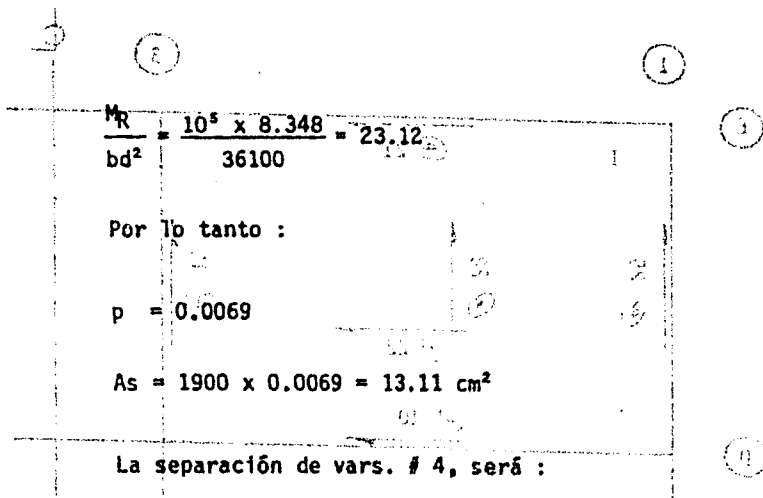 M_R / bd² = 10⁵ x 8.348 / 36100 = 23.12
Por lo tanto :
p = 0.0069
As = 1900 x 0.0069 = 13.11 cm²
La separación de vars. # 4, será :